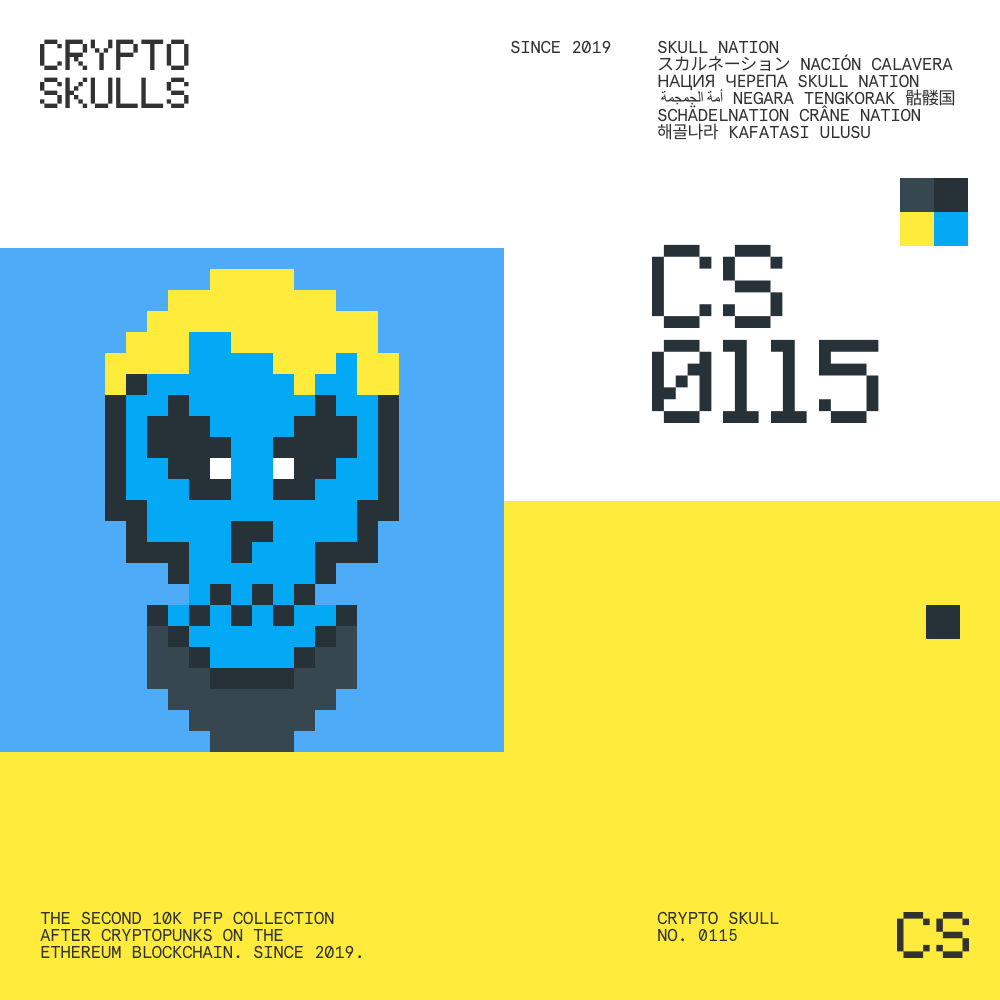 CRYPTO
SKULLS
SINCE 2019
SKULL NATION
スカルネーション NACIÓN CALAVERA
НАЦИЯ ЧЕРЕПА SKULL NATION
أمة الجمجمة NEGARA TENGKORAK 骷髅国
SCHÄDELNATION CRÂNE NATION
해골나라 KAFATASI ULUSU
CS
0115
THE SECOND 10K PFP COLLECTION
AFTER CRYPTOPUNKS ON THE
ETHEREUM BLOCKCHAIN. SINCE 2019.
CRYPTO SKULL
NO. 0115
CS